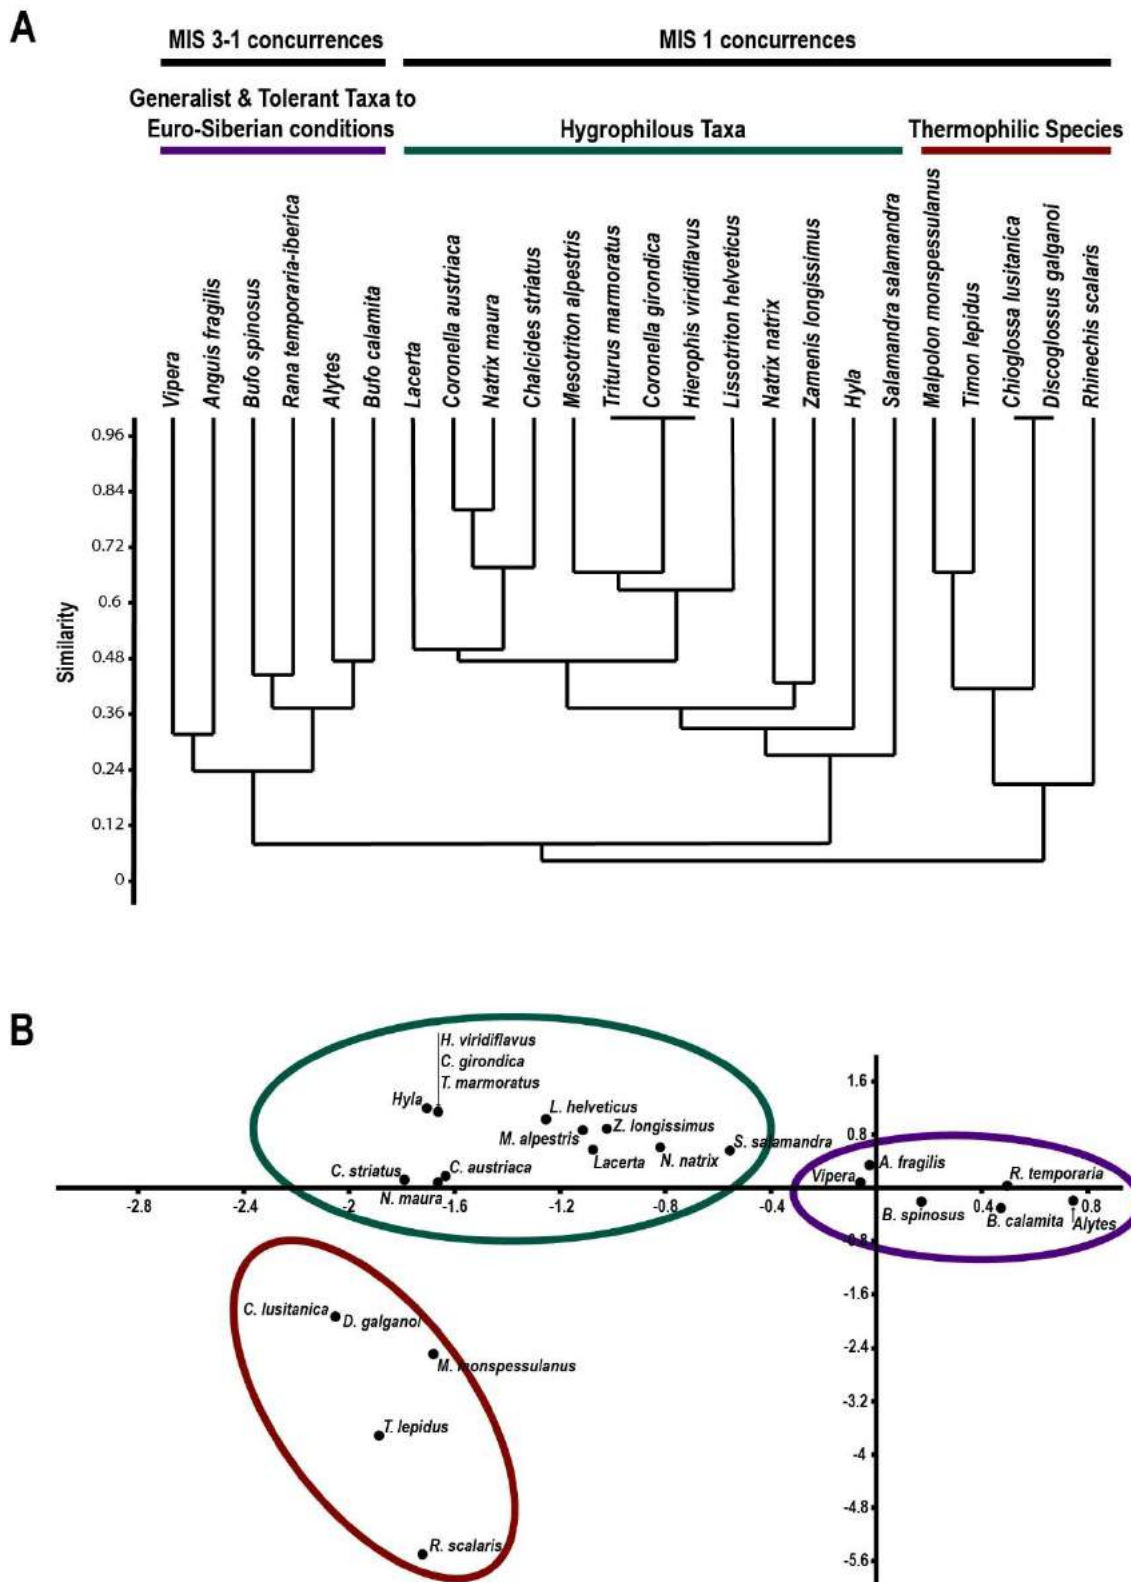 A
MIS 3-1 concurrences
MIS 1 concurrences
Generalist & Tolerant Taxa to
Euro-Siberian conditions
Hygrophilous Taxa
Thermophilic Species
Vipera
Anguis fragilis
Bufo spinosus
Rana temporaria-iberica
Alytes
Bufo calamita
Lacerta
Coronella austriaca
Natrix maura
Chalcides striatus
Mesotriton alpestris
Triturus marmoratus
Coronella girondica
Hierophis viridiflavus
Lissotriton helveticus
Natrix natrix
Zamenis longissimus
Hyla
Salamandra salamandra
Malpolon monspessulanus
Timon lepidus
Chioglossa lusitanica
Discoglossus galganoi
Rhinechis scalaris
Similarity
0.96
0.84
0.72
0.6
0.48
0.36
0.24
0.12
0
B
H. viridiflavus
C. girondica
T. marmoratus
Hyla
L. helveticus
M. alpestris
Z. longissimus
Lacerta
N. natrix
S. salamandra
C. striatus
C. austriaca
N. maura
Vipera
A. fragilis
R. temporaria
B. spinosus
B. calamita
Alytes
1.6
0.8
-2.8
-2.4
-2
-1.6
-1.2
-0.8
-0.4
0.4
0.8
-0.8
-1.6
-2.4
-3.2
-4
-4.8
-5.6
C. lusitanica
D. galganoi
M. monspessulanus
T. lepidus
R. scalaris